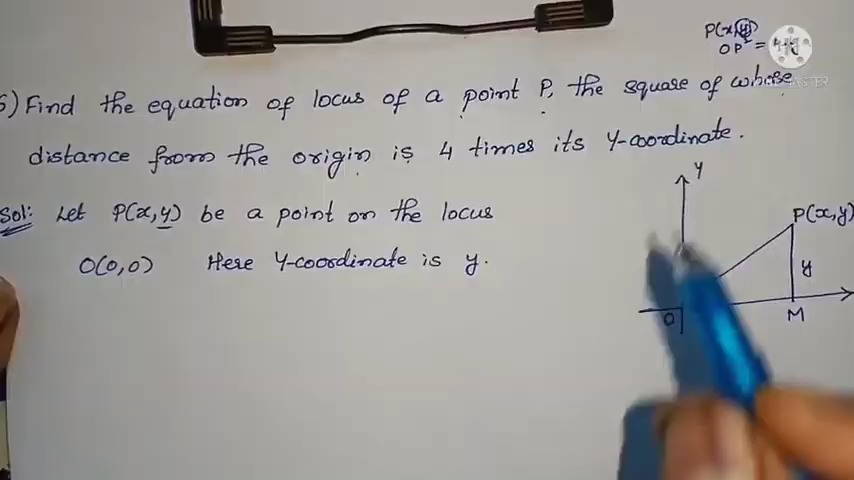 P(x,y)
OP² =
5) Find the equation of locus of a point P, the square of whose
distance from the origin is 4 times its Y-coordinate.
Sol: Let P(x,y) be a point on the locus
O(0,0) Here Y-coordinate is y.
Y
P(x,y)
y
O
M